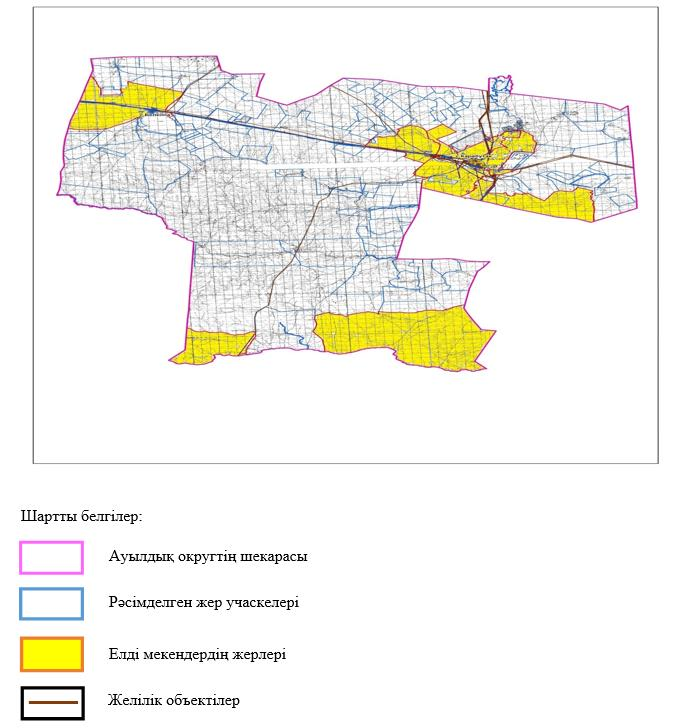 Шартты белгілер:
Ауылдық округтің шекарасы
Рәсімделген жер учаскелері
Елді мекендердің жерлері
Желілік объектілер